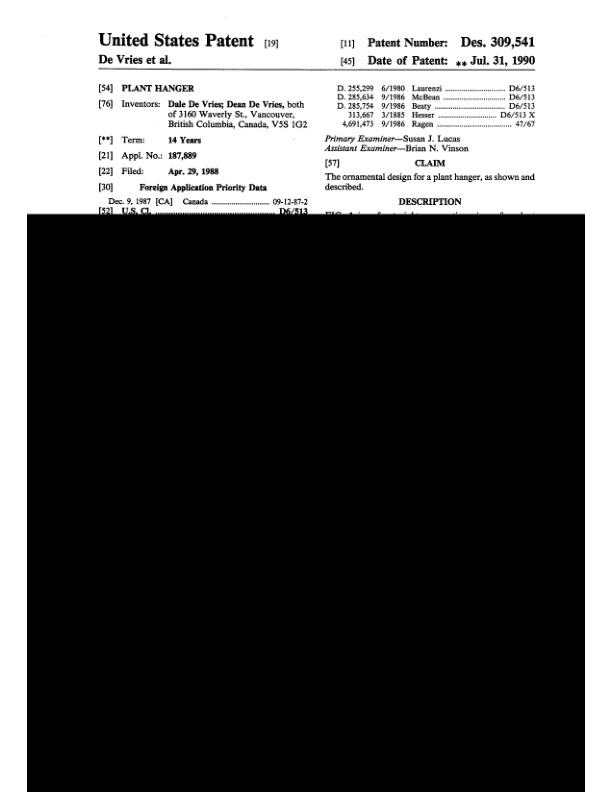 United States Patent [19]
De Vries et al.
[11] Patent Number: Des. 309,541
[45] Date of Patent: ** Jul. 31, 1990
[54] PLANT HANGER
[76] Inventors: Dale De Vries; Dean De Vries, both
of 3160 Waverly St., Vancouver,
British Columbia, Canada, V5S 1G2
[**] Term: 14 Years
[21] Appl. No.: 187,889
[22] Filed: Apr. 29, 1988
[30] Foreign Application Priority Data
Dec. 9, 1987 [CA] Canada ........................ 09-12-87-2
[52] U.S. Cl. .................................................. D6/513
D. 255,299 6/1980 Laurenzi ........................... D6/513
D. 285,634 9/1986 McBean ........................... D6/513
D. 285,754 9/1986 Beaty ................................ D6/513
313,667 3/1885 Hesser ........................... D6/513 X
4,691,473 9/1986 Ragen ................................ 47/67
Primary Examiner—Susan J. Lucas
Assistant Examiner—Brian N. Vinson
[57] CLAIM
The ornamental design for a plant hanger, as shown and
described.
DESCRIPTION